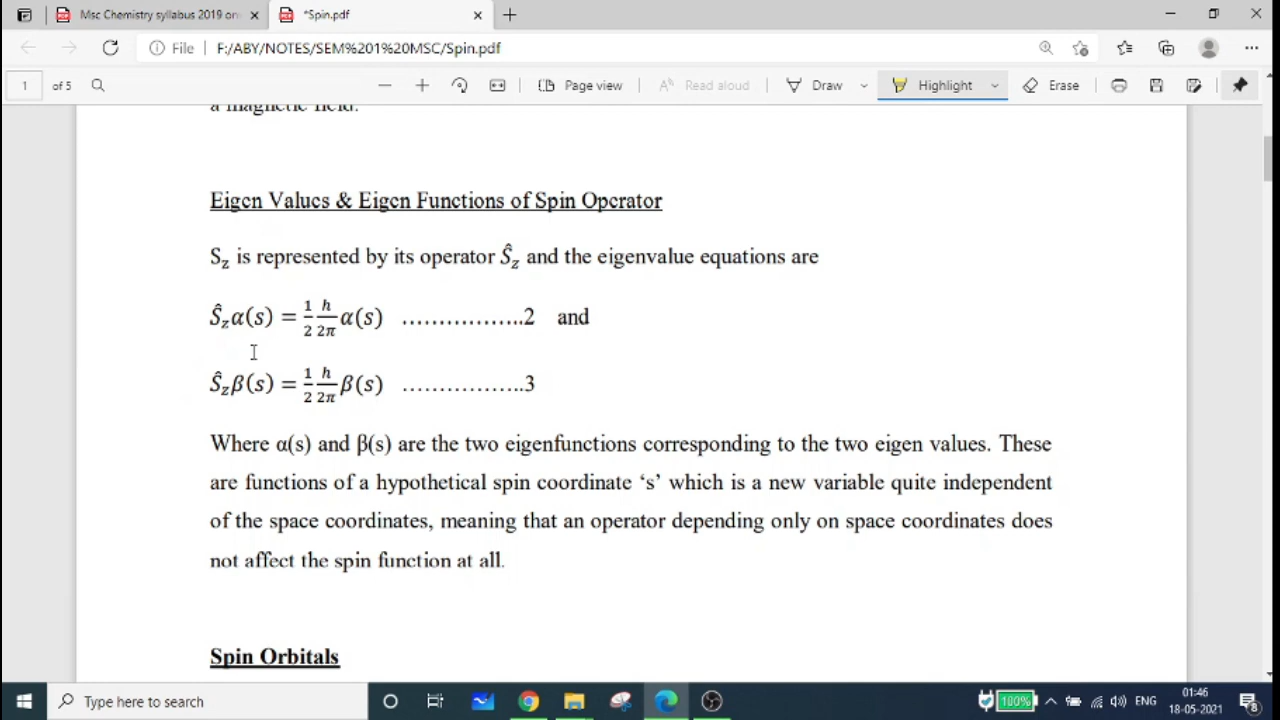 Msc Chemistry syllabus 2019 on
*Spin.pdf
File F:/ABY/NOTES/SEM%201%20MSC/Spin.pdf
1 of 5 Page view Read aloud Draw Highlight Erase
a magnetic field.
Eigen Values & Eigen Functions of Spin Operator
S_z is represented by its operator Ŝ_z and the eigenvalue equations are
Ŝ_zα(s) = 1/2 h/2π α(s) .................2 and
Ŝ_zβ(s) = 1/2 h/2π β(s) .................3
Where α(s) and β(s) are the two eigenfunctions corresponding to the two eigen values. These
are functions of a hypothetical spin coordinate ‘s’ which is a new variable quite independent
of the space coordinates, meaning that an operator depending only on space coordinates does
not affect the spin function at all.
Spin Orbitals
Type here to search
100% ENG 01:46
18-05-2021 8